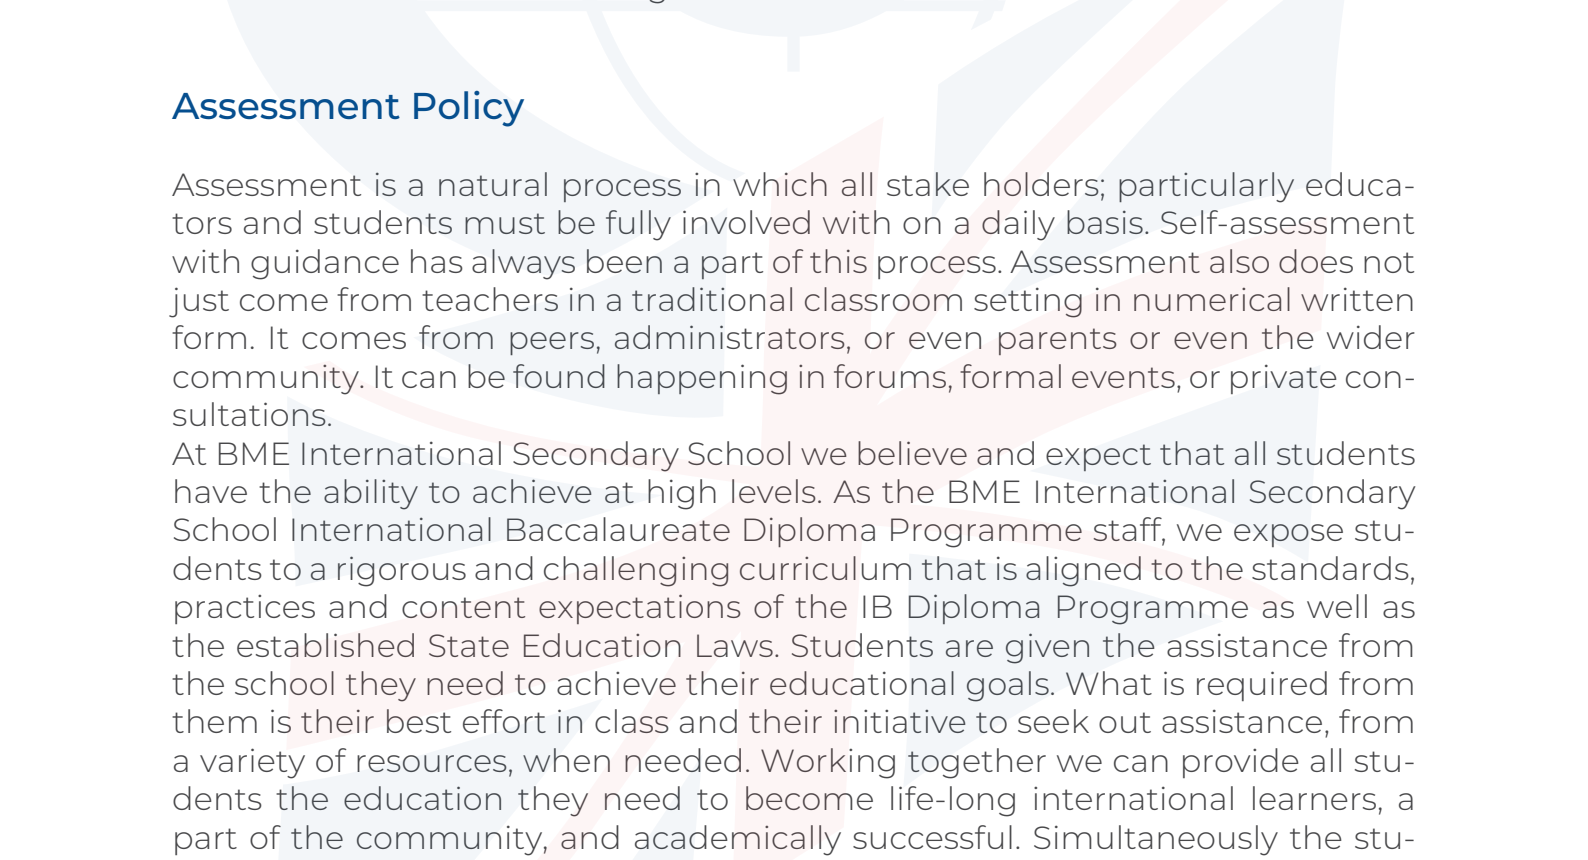 Assessment Policy
Assessment is a natural process in which all stake holders; particularly educa-
tors and students must be fully involved with on a daily basis. Self-assessment
with guidance has always been a part of this process. Assessment also does not
just come from teachers in a traditional classroom setting in numerical written
form. It comes from peers, administrators, or even parents or even the wider
community. It can be found happening in forums, formal events, or private con-
sultations.
At BME International Secondary School we believe and expect that all students
have the ability to achieve at high levels. As the BME International Secondary
School International Baccalaureate Diploma Programme staff, we expose stu-
dents to a rigorous and challenging curriculum that is aligned to the standards,
practices and content expectations of the IB Diploma Programme as well as
the established State Education Laws. Students are given the assistance from
the school they need to achieve their educational goals. What is required from
them is their best effort in class and their initiative to seek out assistance, from
a variety of resources, when needed. Working together we can provide all stu-
dents the education they need to become life-long international learners, a
part of the community, and academically successful. Simultaneously the stu-